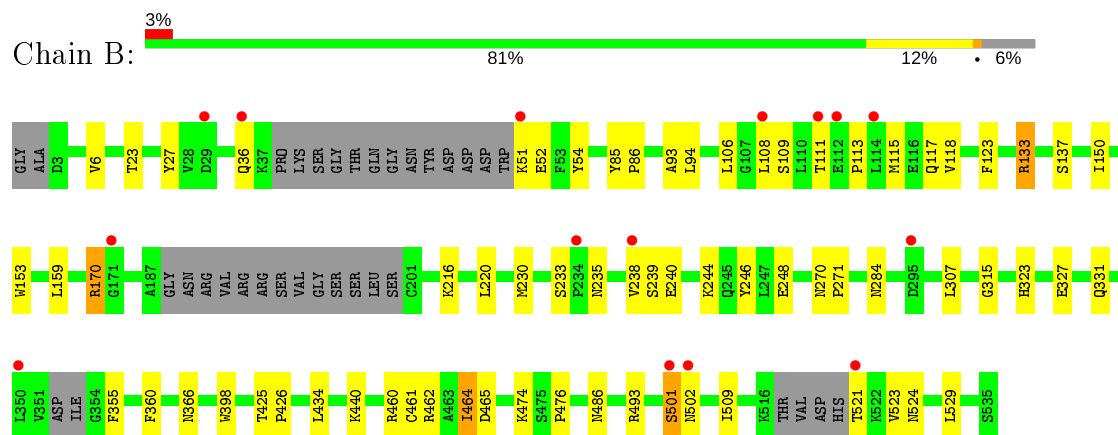 3%
Chain B:
81% 12% • 6%
GLY ALA D3 V6 T23 Y27 V28 D29 Q36 K37 PRO LYS SER GLY THR GLN GLY ASN TYR ASP ASP ASP TRP K51 E52 F53 Y54 Y85 P86 A93 L94 L106 G107 L108 S109 L110 T111 E112 P113 L114 M115 E116 Q117 V118 F123 R133 S137 I150
W153 L159 R170 G171 A187 GLY ASN ARG VAL ARG ARG SER VAL GLY SER SER LEU SER C201 K216 L220 M230 S233 P234 N235 V238 S239 E240 K244 Q245 Y246 L247 E248 N270 P271 N284 D295 L307 G315 H323 E327 Q331
L350 V351 ASP ILE G354 F355 F360 N366 W398 T425 P426 L434 K440 R460 C461 R462 A463 I464 D465 K474 S475 P476 N486 R493 S501 N502 I509 K516 THR VAL ASP HIS T521 K522 V523 N524 L529 S535